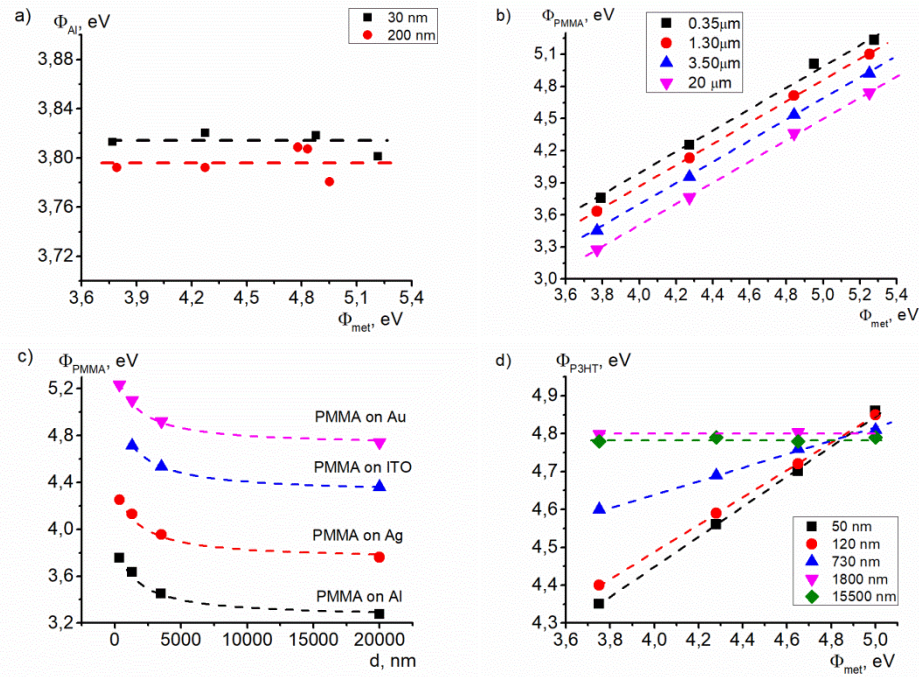 a)
Φ_Al, eV
30 nm
200 nm
3,88
3,84
3,80
3,76
3,72
3,6 3,9 4,2 4,5 4,8 5,1 5,4
Φ_met, eV
b)
Φ_PMMA, eV
0.35μm
1.30μm
3.50μm
20 μm
5,1
4,8
4,5
4,2
3,9
3,6
3,3
3,0
3,6 3,8 4,0 4,2 4,4 4,6 4,8 5,0 5,2 5,4
Φ_met, eV
c)
Φ_PMMA, eV
5,2
4,8
4,4
4,0
3,6
3,2
PMMA on Au
PMMA on ITO
PMMA on Ag
PMMA on Al
0 5000 10000 15000 20000
d, nm
d)
Φ_P3HT, eV
4,9
4,8
4,7
4,6
4,5
4,4
4,3
50 nm
120 nm
730 nm
1800 nm
15500 nm
3,6 3,8 4,0 4,2 4,4 4,6 4,8 5,0
Φ_met, eV